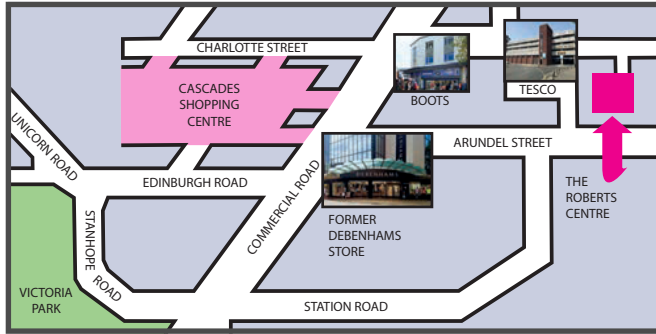 CHARLOTTE STREET
CASCADES
SHOPPING
CENTRE
BOOTS
TESCO
UNICORN ROAD
ARUNDEL STREET
EDINBURGH ROAD
COMMERCIAL ROAD
DEBENHAMS
THE
ROBERTS
CENTRE
FORMER
DEBENHAMS
STORE
STANHOPE
ROAD
VICTORIA
PARK
STATION ROAD